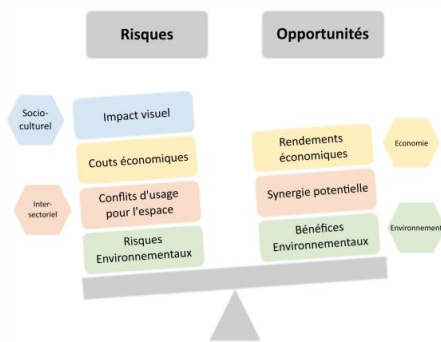 Risques
Opportunités
Socio-
culturel
Impact visuel
Couts économiques
Rendements
économiques
Economie
Inter-
sectoriel
Conflits d'usage
pour l'espace
Synergie potentielle
Risques
Environnementaux
Bénéfices
Environnementaux
Environnement